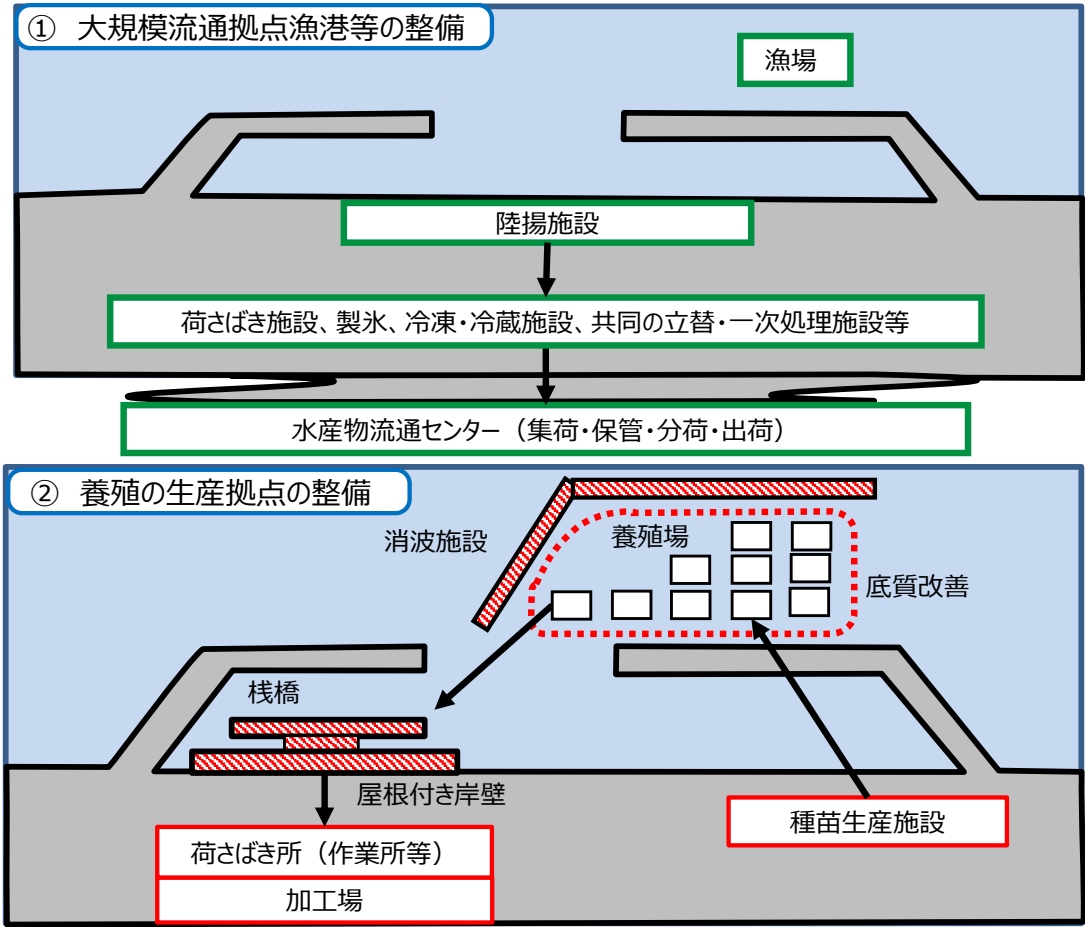 ① 大規模流通拠点漁港等の整備
漁場
陸揚施設
荷さばき施設、製氷、冷凍・冷蔵施設、共同の立替・一次処理施設等
水産物流通センター（集荷・保管・分荷・出荷）
② 養殖の生産拠点の整備
消波施設
養殖場
底質改善
桟橋
屋根付き岸壁
種苗生産施設
荷さばき所（作業所等）
加工場